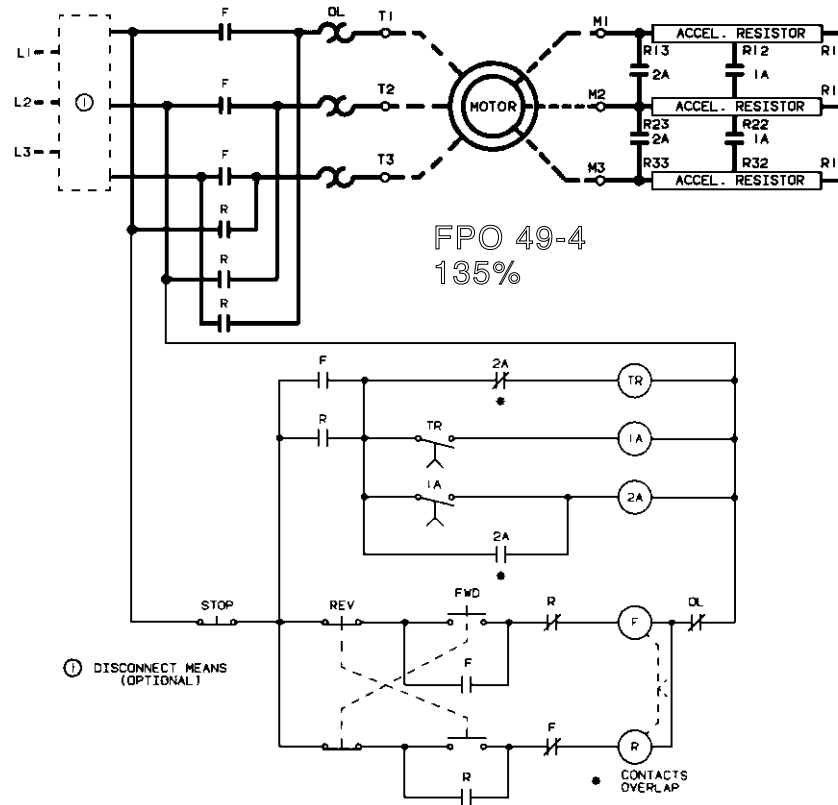 F OL T1 M1 ACCEL. RESISTOR
R13 R12 R1
L1 2A 1A
F T2 M2 ACCEL. RESISTOR R1
L2 ① MOTOR
R23 R22
2A 1A
L3 F T3 M3 R33 R32 R1
ACCEL. RESISTOR
R
FPO 49-4
135%
R
R
F 2A TR
*
R TR 1A
1A 2A
2A
*
STOP REV FWD R F OL
① DISCONNECT MEANS
(OPTIONAL)
F
F R
R
* CONTACTS
OVERLAP